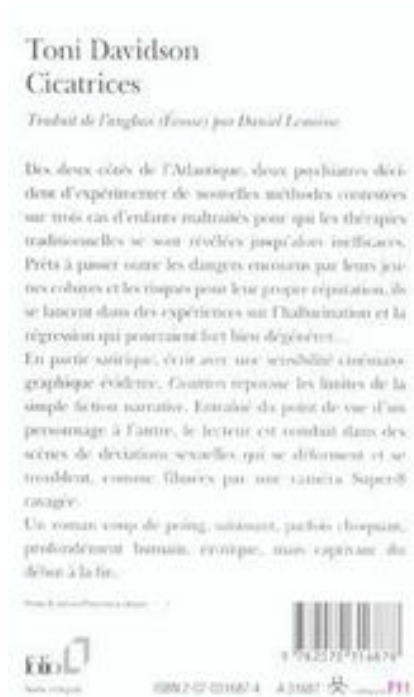 Toni Davidson
Cicatrices
Traduit de l'anglais (Écosse) par Daniel Lemoine
Des deux côtés de l'Atlantique, deux psychiatres déci-
dent d'expérimenter de nouvelles méthodes contestées
sur trois cas d'enfants maltraités pour qui les thérapies
traditionnelles se sont révélées jusqu'alors inefficaces.
Prêts à passer outre les dangers encourus par leurs jeu-
nes cobayes et les risques pour leur propre réputation, ils
se lancent dans des expériences sur l'hallucination et la
régression qui pourraient fort bien dégénérer...
En partie satirique, écrit avec une sensibilité cinémato-
graphique évidente, Cicatrices repousse les limites de la
simple fiction narrative. Entraîné du point de vue d'un
personnage à l'autre, le lecteur est conduit dans des
scènes de déviations sexuelles qui se déforment et se
troublent, comme filmées par une caméra Super-8
ravagée.
Un roman coup de poing, saisissant, parfois choquant,
profondément humain, érotique, mais captivant du
début à la fin.
folio
ISBN 2-07-031687-4